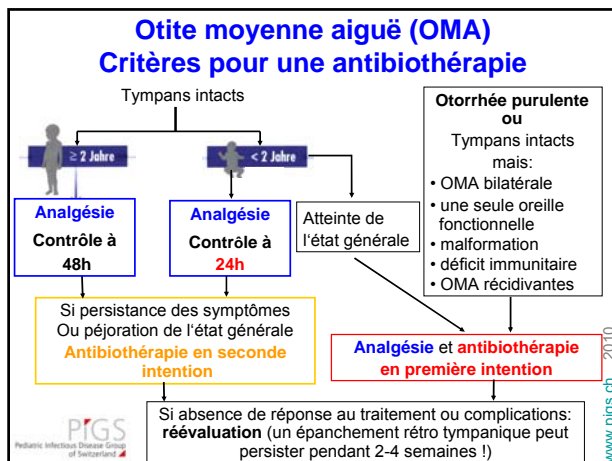 Otite moyenne aiguë (OMA)
Critères pour une antibiothérapie
Tympans intacts
≥ 2 Jahre
< 2 Jahre
Analgésie
Contrôle à
48h
Analgésie
Contrôle à
24h
Atteinte de
l‘état générale
Otorrhée purulente
ou
Tympans intacts
mais:
• OMA bilatérale
• une seule oreille
fonctionnelle
• malformation
• déficit immunitaire
• OMA récidivantes
Si persistance des symptômes
Ou péjoration de l‘état générale
Antibiothérapie en seconde
intention
Analgésie et antibiothérapie
en première intention
Si absence de réponse au traitement ou complications:
réévaluation (un épanchement rétro tympanique peut
persister pendant 2-4 semaines !)
PIGS
Pediatric Infectious Disease Group
of Switzerland
www.pigs.ch 2010